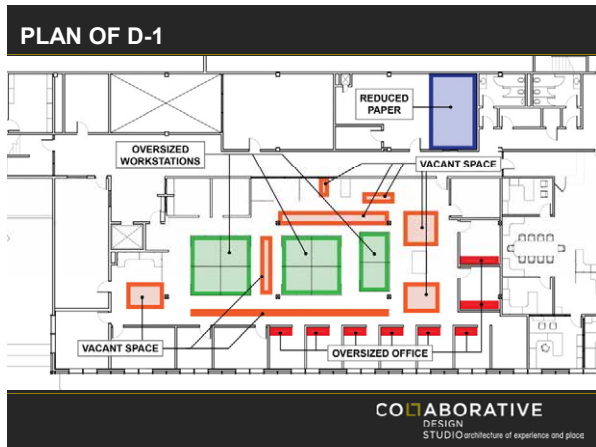 PLAN OF D-1
REDUCED
PAPER
OVERSIZED
WORKSTATIONS
VACANT SPACE
VACANT SPACE
OVERSIZED OFFICE
COLLABORATIVE
DESIGN
STUDIO architecture of experience and place